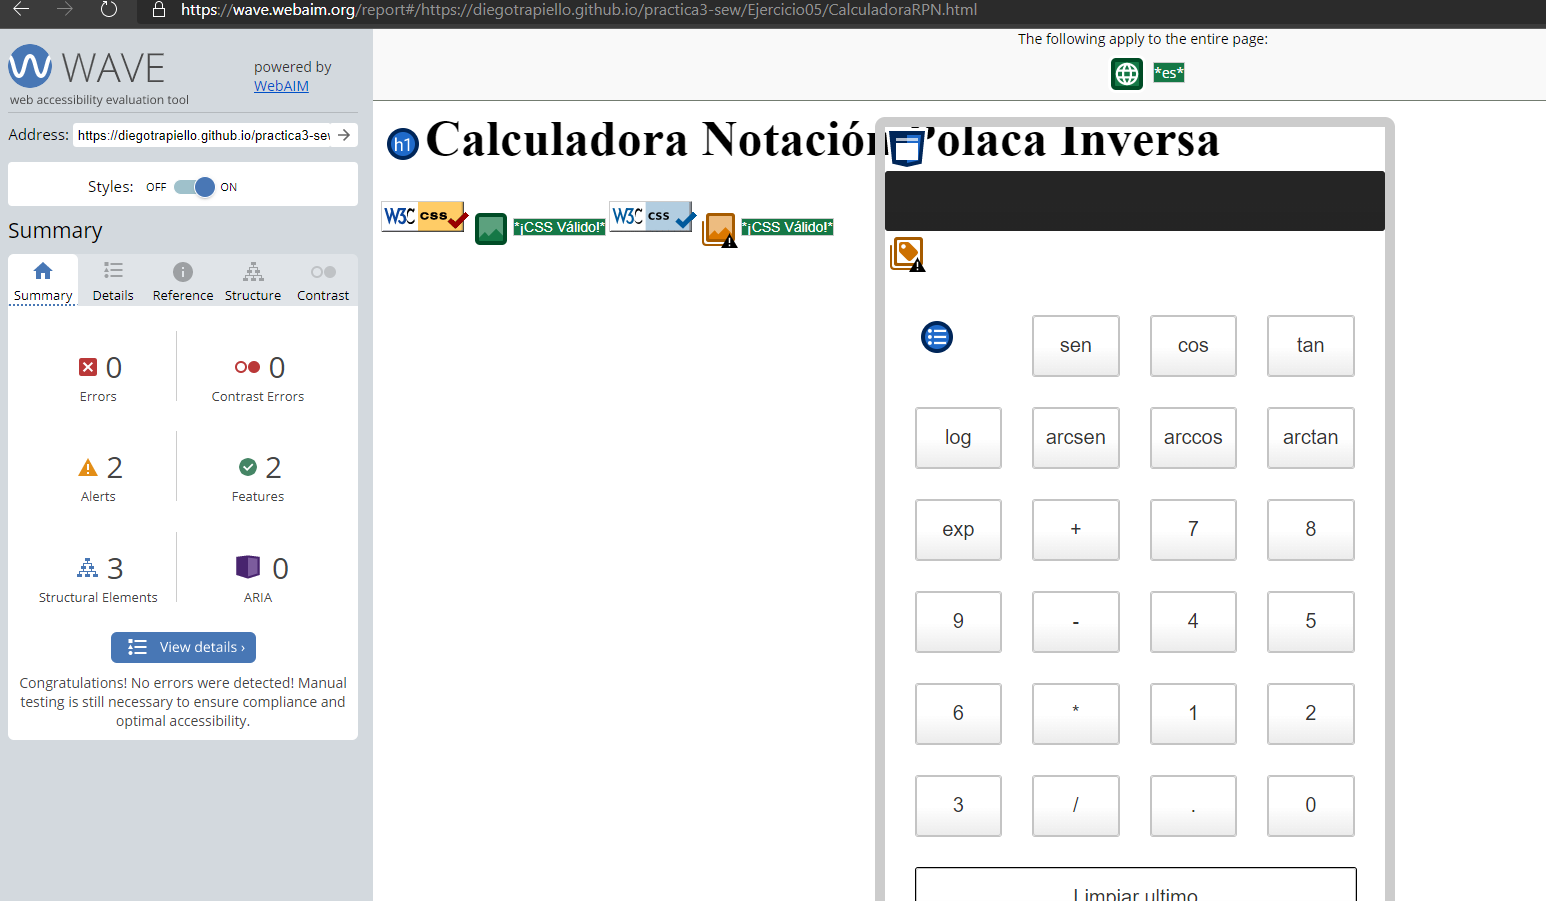 https://wave.webaim.org/report#/https://diegotrapiello.github.io/practica3-sew/Ejercicio05/CalculadoraRPN.html
WAVE
powered by
WebAIM
web accessibility evaluation tool
Address: https://diegotrapiello.github.io/practica3-sew
Styles: OFF ON
Summary
Summary Details Reference Structure Contrast
0 0
Errors Contrast Errors
2 2
Alerts Features
3 0
Structural Elements ARIA
View details ›
Congratulations! No errors were detected! Manual
testing is still necessary to ensure compliance and
optimal accessibility.
The following apply to the entire page:
*es*
h1 Calculadora Notación Polaca Inversa
W3C css *¡CSS Válido!* W3C css *¡CSS Válido!*
sen cos tan
log arcsen arccos arctan
exp + 7 8
9 - 4 5
6 * 1 2
3 / . 0
Limpiar ultimo